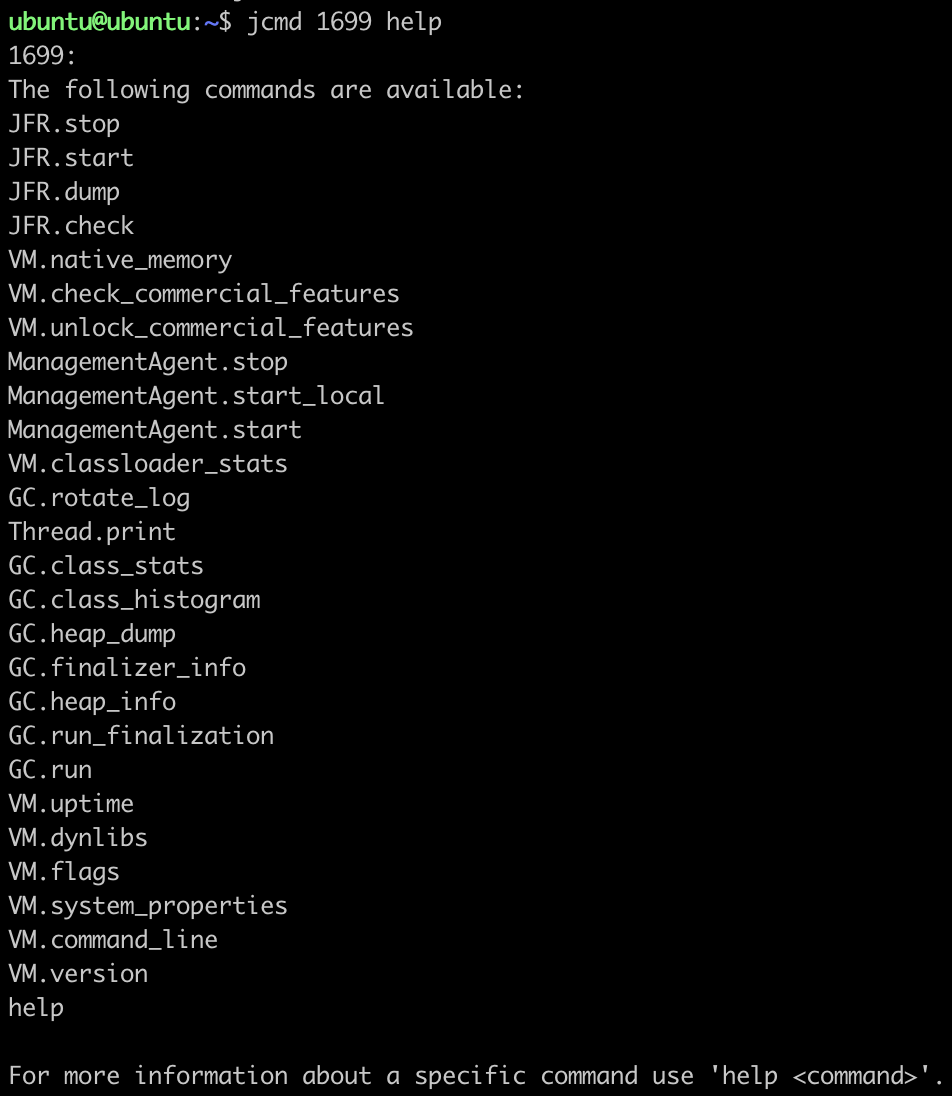 ubuntu@ubuntu:~$ jcmd 1699 help
1699:
The following commands are available:
JFR.stop
JFR.start
JFR.dump
JFR.check
VM.native_memory
VM.check_commercial_features
VM.unlock_commercial_features
ManagementAgent.stop
ManagementAgent.start_local
ManagementAgent.start
VM.classloader_stats
GC.rotate_log
Thread.print
GC.class_stats
GC.class_histogram
GC.heap_dump
GC.finalizer_info
GC.heap_info
GC.run_finalization
GC.run
VM.uptime
VM.dynlibs
VM.flags
VM.system_properties
VM.command_line
VM.version
help
For more information about a specific command use 'help <command>'.